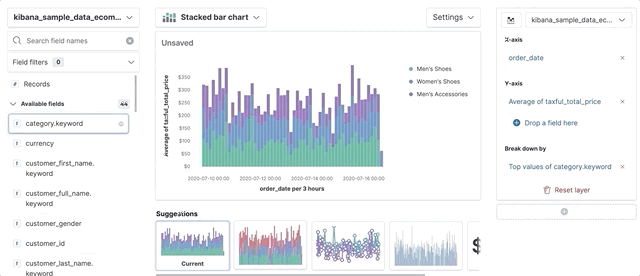 kibana_sample_data_ecom...
Stacked bar chart
Settings
kibana_sample_data_ec...
Search field names
Field filters 0
Records
Available fields 44
category.keyword
currency
customer_first_name.
keyword
customer_full_name.
keyword
customer_gender
customer_id
customer_last_name.
keyword
Unsaved
Average of taxful_total_price
$350
$300
$250
$200
$150
$100
$50
$0
2020-07-10 00:00
2020-07-12 00:00
2020-07-14 00:00
2020-07-16 00:00
order_date per 3 hours
Men's Shoes
Women's Shoes
Men's Accessories
Suggestions
Current
$
X-axis
order_date
Y-axis
Average of taxful_total_price
Drop a field here
Break down by
Top values of category.keyword
Reset layer